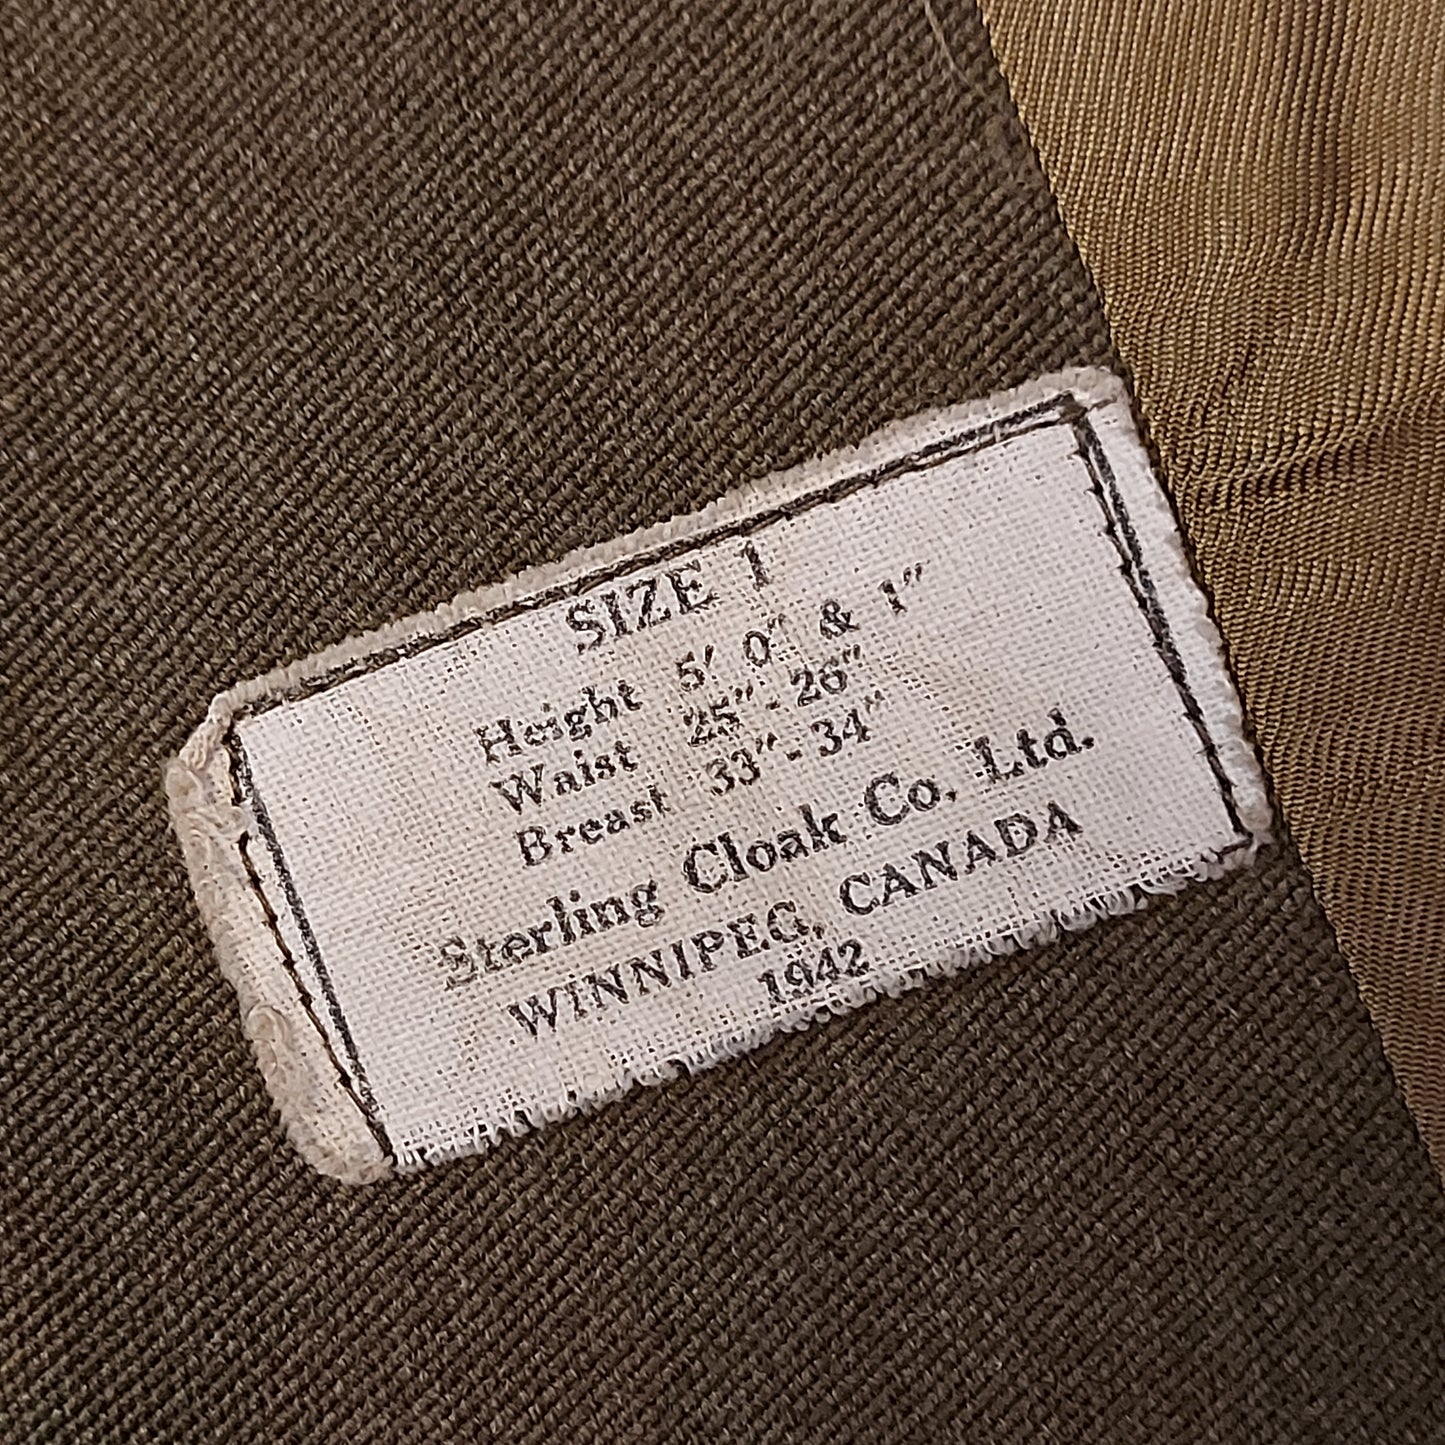 SIZE 1
Height 5' 0" & 1"
Waist 25" - 26"
Breast 33" - 34"
Sterling Cloak Co. Ltd.
WINNIPEG, CANADA
1942